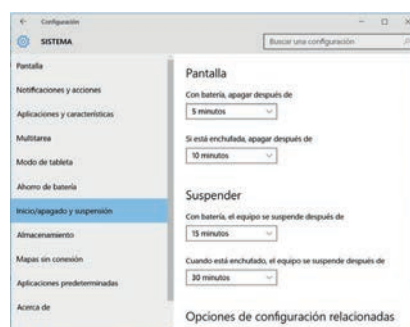 Configuración
SISTEMA
Buscar una configuración
Pantalla
Notificaciones y acciones
Aplicaciones y características
Multitarea
Modo de tableta
Ahorro de batería
Inicio/apagado y suspensión
Almacenamiento
Mapas sin conexión
Aplicaciones predeterminadas
Acerca de
Pantalla
Con batería, apagar después de
5 minutos
Si está enchufada, apagar después de
10 minutos
Suspender
Con batería, el equipo se suspende después de
15 minutos
Cuando está enchufado, el equipo se suspende después de
30 minutos
Opciones de configuración relacionadas